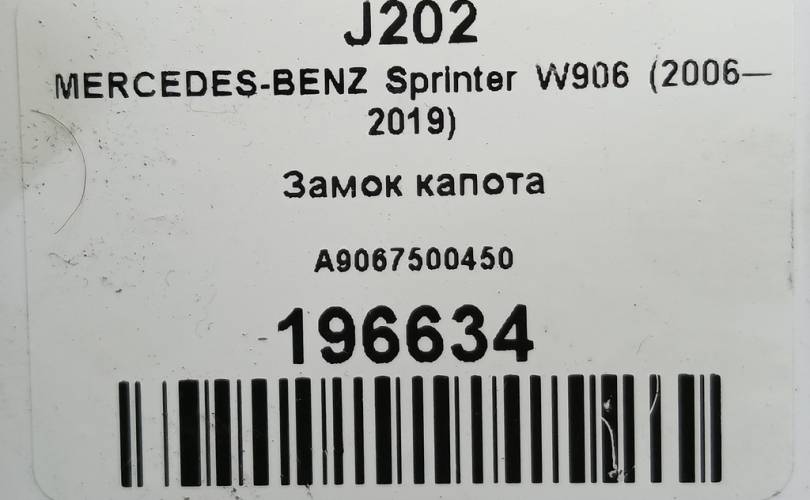 J202
MERCEDES-BENZ Sprinter W906 (2006—
2019)
Замок капота
A9067500450
196634